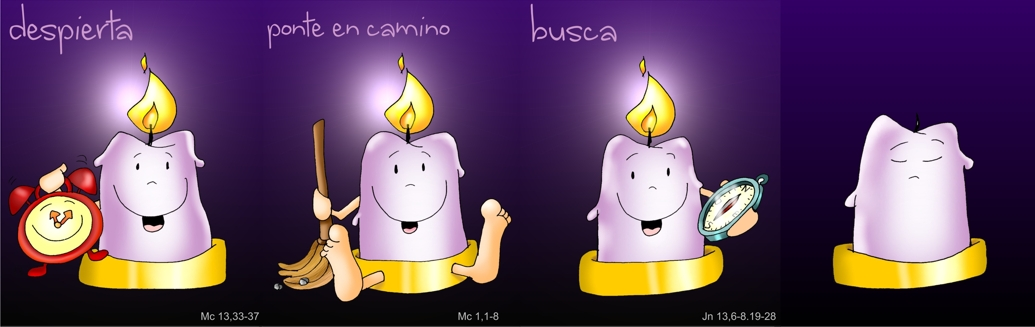 despierta
ponte en camino
busca
Mc 13,33-37
Mc 1,1-8
Jn 13,6-8.19-28